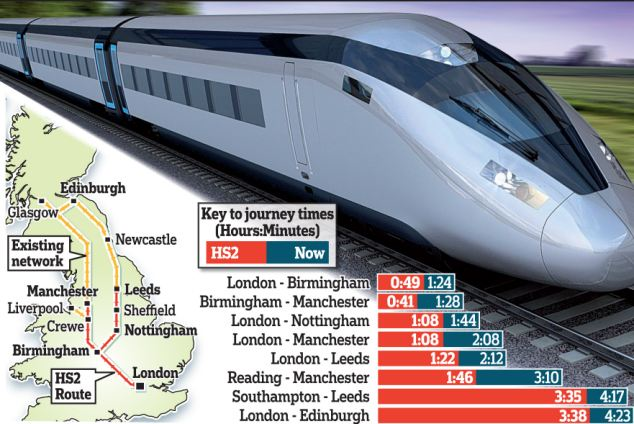 Edinburgh
Glasgow
Existing
network
Newcastle
Manchester
Leeds
Liverpool
Sheffield
Crewe
Nottingham
Birmingham
HS2
Route
London
Key to journey times
(Hours:Minutes)
HS2 Now
London - Birmingham 0:49 1:24
Birmingham - Manchester 0:41 1:28
London - Nottingham 1:08 1:44
London - Manchester 1:08 2:08
London - Leeds 1:22 2:12
Reading - Manchester 1:46 3:10
Southampton - Leeds 3:35 4:17
London - Edinburgh 3:38 4:23